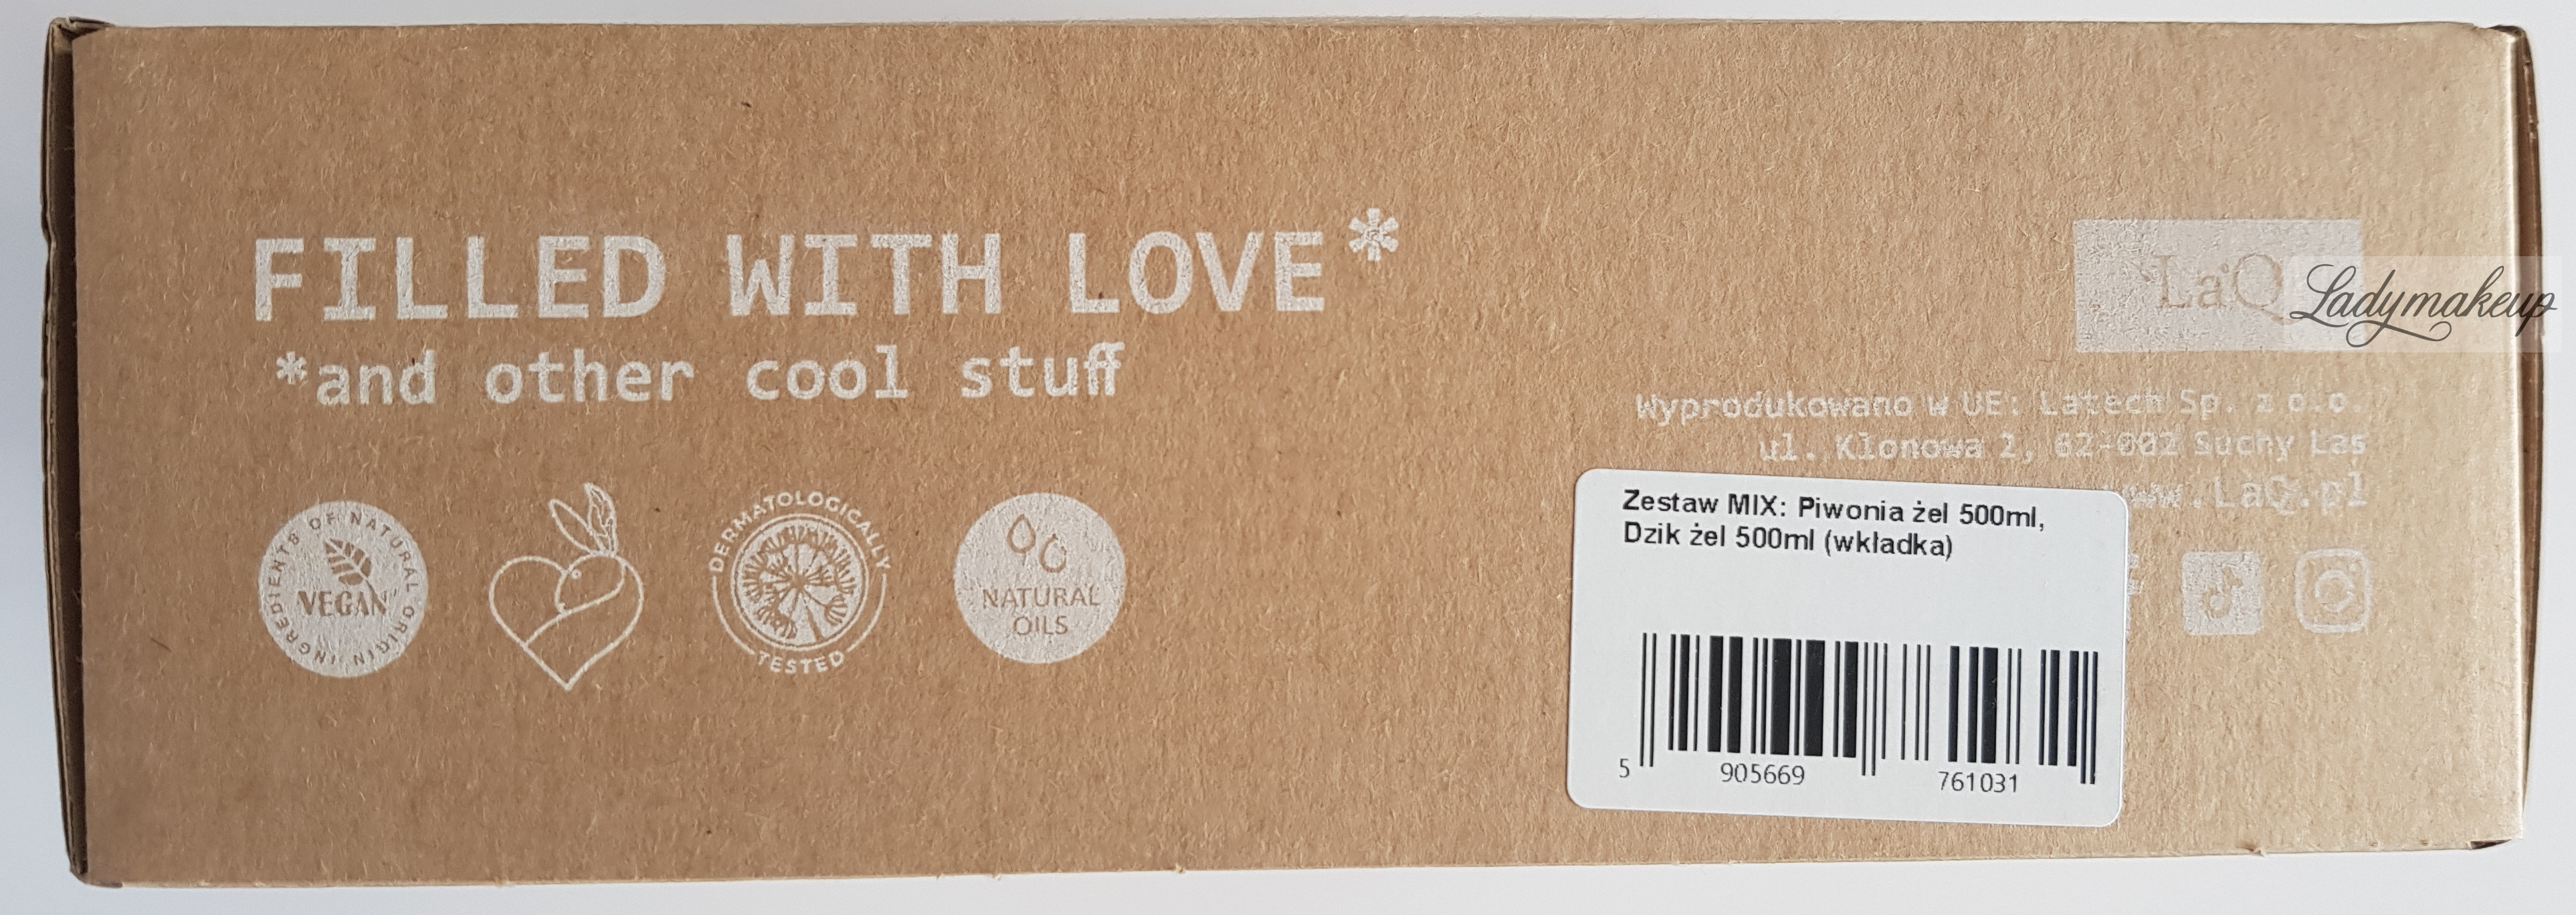 FILLED WITH LOVE*
*and other cool stuff
INGREDIENTS OF NATURAL ORIGIN
VEGAN
DERMATOLOGICALLY
TESTED
NATURAL
OILS
LaQ
Ladymakeup
Wyprodukowano w UE: Latech Sp. z o.o.
ul. Klonowa 2, 62-002 Suchy Las
ww.LaQ.pl
Zestaw MIX: Piwonia żel 500ml,
Dzik żel 500ml (wkładka)
5 905669 761031